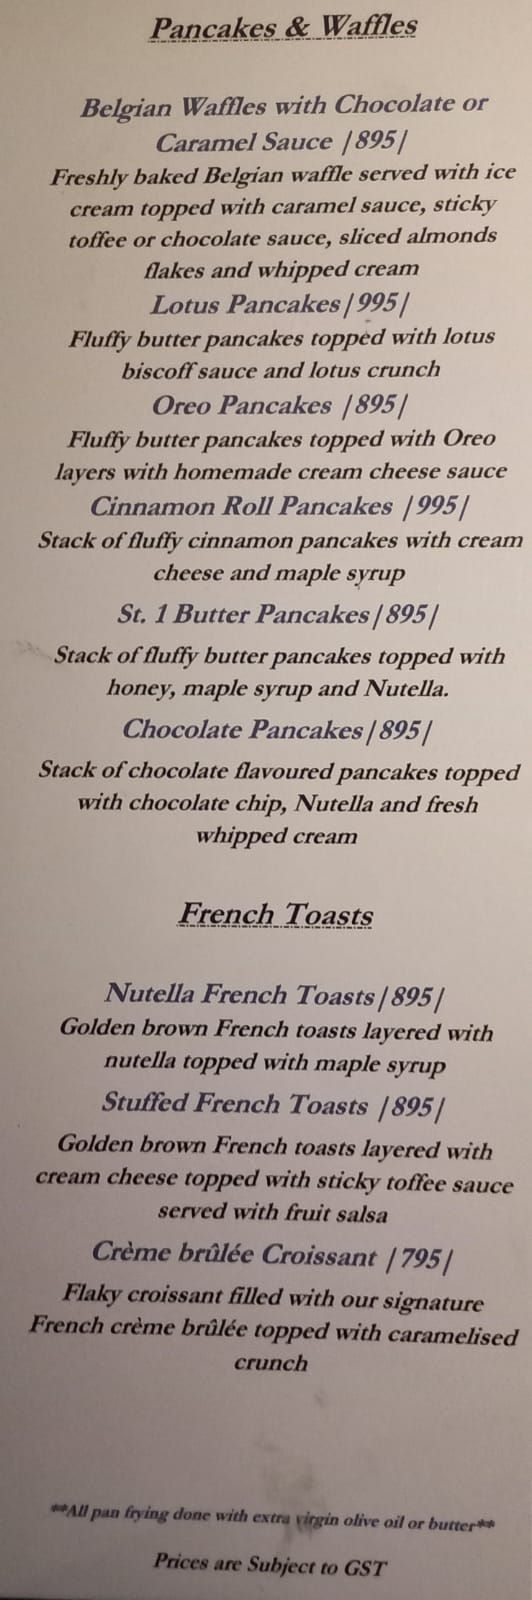 Pancakes & Waffles
Belgian Waffles with Chocolate or
Caramel Sauce |895|
Freshly baked Belgian waffle served with ice
cream topped with caramel sauce, sticky
toffee or chocolate sauce, sliced almonds
flakes and whipped cream
Lotus Pancakes|995|
Fluffy butter pancakes topped with lotus
biscoff sauce and lotus crunch
Oreo Pancakes |895|
Fluffy butter pancakes topped with Oreo
layers with homemade cream cheese sauce
Cinnamon Roll Pancakes |995|
Stack of fluffy cinnamon pancakes with cream
cheese and maple syrup
St. 1 Butter Pancakes|895|
Stack of fluffy butter pancakes topped with
honey, maple syrup and Nutella.
Chocolate Pancakes|895|
Stack of chocolate flavoured pancakes topped
with chocolate chip, Nutella and fresh
whipped cream
French Toasts
Nutella French Toasts|895|
Golden brown French toasts layered with
nutella topped with maple syrup
Stuffed French Toasts |895|
Golden brown French toasts layered with
cream cheese topped with sticky toffee sauce
served with fruit salsa
Crème brûlée Croissant |795|
Flaky croissant filled with our signature
French crème brûlée topped with caramelised
crunch
**All pan frying done with extra virgin olive oil or butter**
Prices are Subject to GST